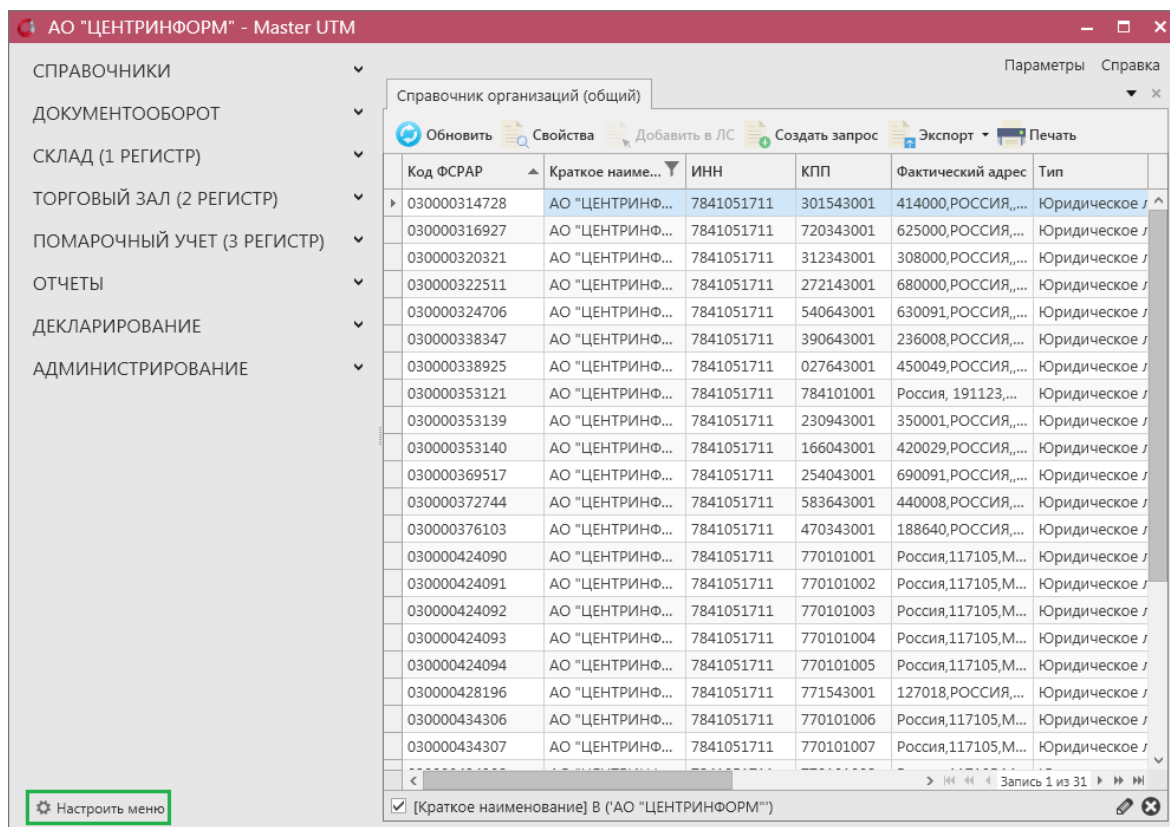 АО "ЦЕНТРИНФОРМ" - Master UTM
Параметры Справка
СПРАВОЧНИКИ
ДОКУМЕНТООБОРОТ
СКЛАД (1 РЕГИСТР)
ТОРГОВЫЙ ЗАЛ (2 РЕГИСТР)
ПОМАРОЧНЫЙ УЧЕТ (3 РЕГИСТР)
ОТЧЕТЫ
ДЕКЛАРИРОВАНИЕ
АДМИНИСТРИРОВАНИЕ
Настроить меню
Справочник организаций (общий)
Обновить Свойства Добавить в ЛС Создать запрос Экспорт Печать
Код ФСРАР Краткое наиме... ИНН КПП Фактический адрес Тип
030000314728 АО "ЦЕНТРИНФ... 7841051711 301543001 414000,РОССИЯ,,... Юридическое л
030000316927 АО "ЦЕНТРИНФ... 7841051711 720343001 625000,РОССИЯ,... Юридическое л
030000320321 АО "ЦЕНТРИНФ... 7841051711 312343001 308000,РОССИЯ,,... Юридическое л
030000322511 АО "ЦЕНТРИНФ... 7841051711 272143001 680000,РОССИЯ,,... Юридическое л
030000324706 АО "ЦЕНТРИНФ... 7841051711 540643001 630091,РОССИЯ,,... Юридическое л
030000338347 АО "ЦЕНТРИНФ... 7841051711 390643001 236008,РОССИЯ,... Юридическое л
030000338925 АО "ЦЕНТРИНФ... 7841051711 027643001 450049,РОССИЯ,,... Юридическое л
030000353121 АО "ЦЕНТРИНФ... 7841051711 784101001 Россия, 191123,... Юридическое л
030000353139 АО "ЦЕНТРИНФ... 7841051711 230943001 350001,РОССИЯ,,... Юридическое л
030000353140 АО "ЦЕНТРИНФ... 7841051711 166043001 420029,РОССИЯ,,... Юридическое л
030000369517 АО "ЦЕНТРИНФ... 7841051711 254043001 690091,РОССИЯ,,... Юридическое л
030000372744 АО "ЦЕНТРИНФ... 7841051711 583643001 440008,РОССИЯ,... Юридическое л
030000376103 АО "ЦЕНТРИНФ... 7841051711 470343001 188640,РОССИЯ,... Юридическое л
030000424090 АО "ЦЕНТРИНФ... 7841051711 770101001 Россия,117105,М... Юридическое л
030000424091 АО "ЦЕНТРИНФ... 7841051711 770101002 Россия,117105,М... Юридическое л
030000424092 АО "ЦЕНТРИНФ... 7841051711 770101003 Россия,117105,М... Юридическое л
030000424093 АО "ЦЕНТРИНФ... 7841051711 770101004 Россия,117105,М... Юридическое л
030000424094 АО "ЦЕНТРИНФ... 7841051711 770101005 Россия,117105,М... Юридическое л
030000428196 АО "ЦЕНТРИНФ... 7841051711 771543001 127018,РОССИЯ,... Юридическое л
030000434306 АО "ЦЕНТРИНФ... 7841051711 770101006 Россия,117105,М... Юридическое л
030000434307 АО "ЦЕНТРИНФ... 7841051711 770101007 Россия,117105,М... Юридическое л
Запись 1 из 31
[Краткое наименование] В ('АО "ЦЕНТРИНФОРМ"')